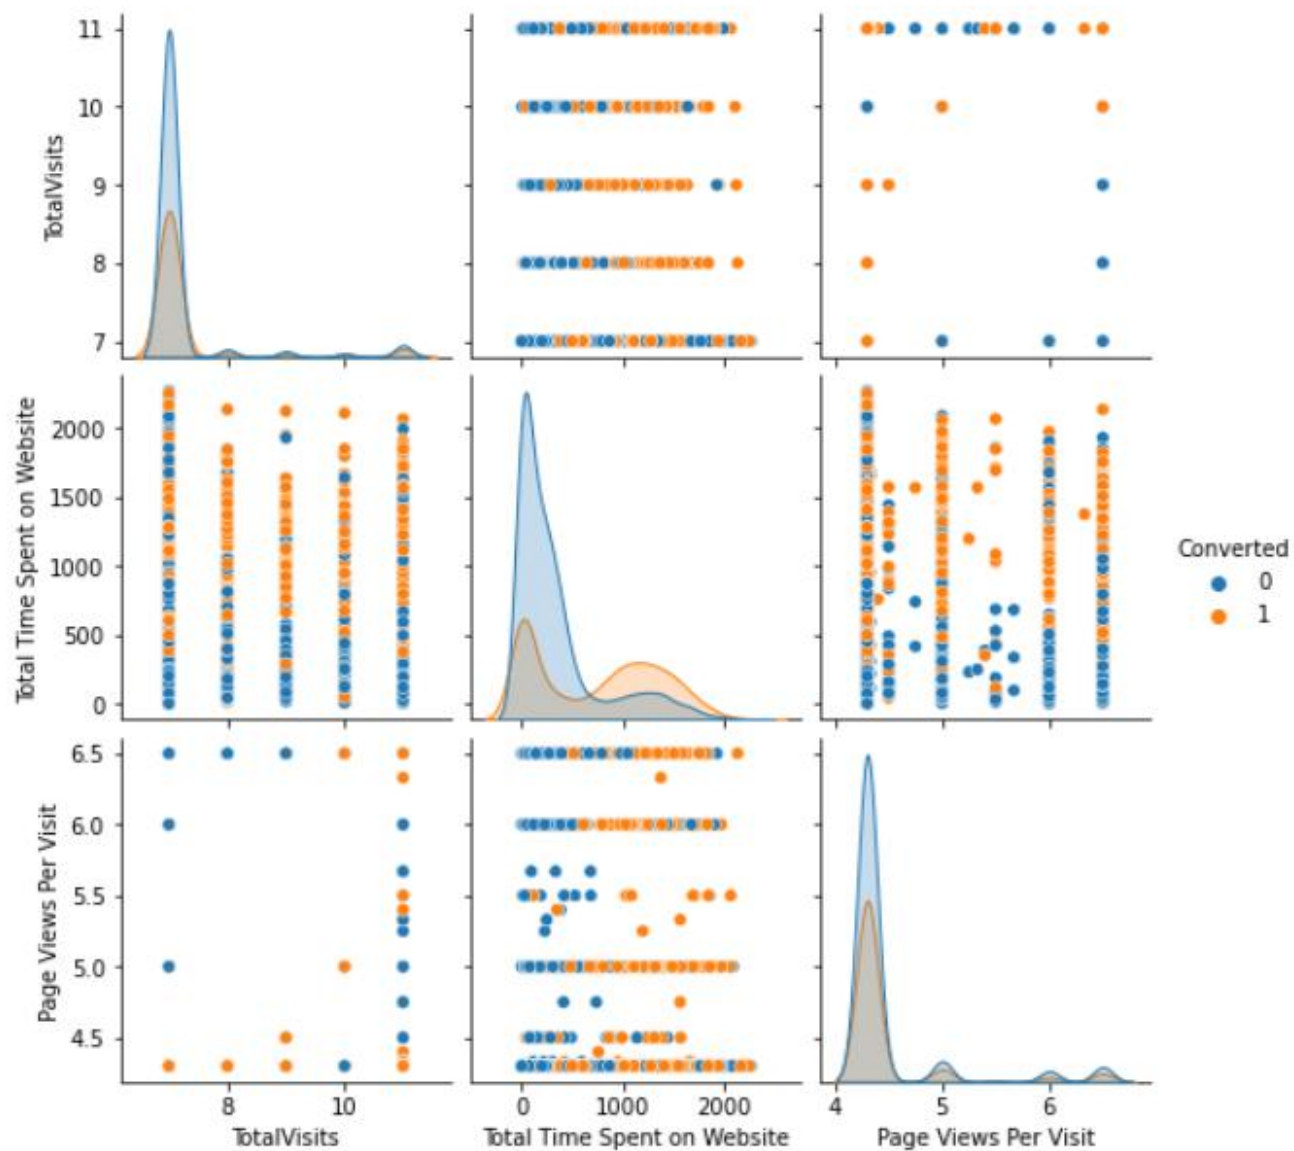 11
10
9
8
7
TotalVisits
2000
1500
1000
500
0
Total Time Spent on Website
Converted
0
1
6.5
6.0
5.5
5.0
4.5
Page Views Per Visit
8 10
TotalVisits
0 1000 2000
Total Time Spent on Website
4 5 6
Page Views Per Visit